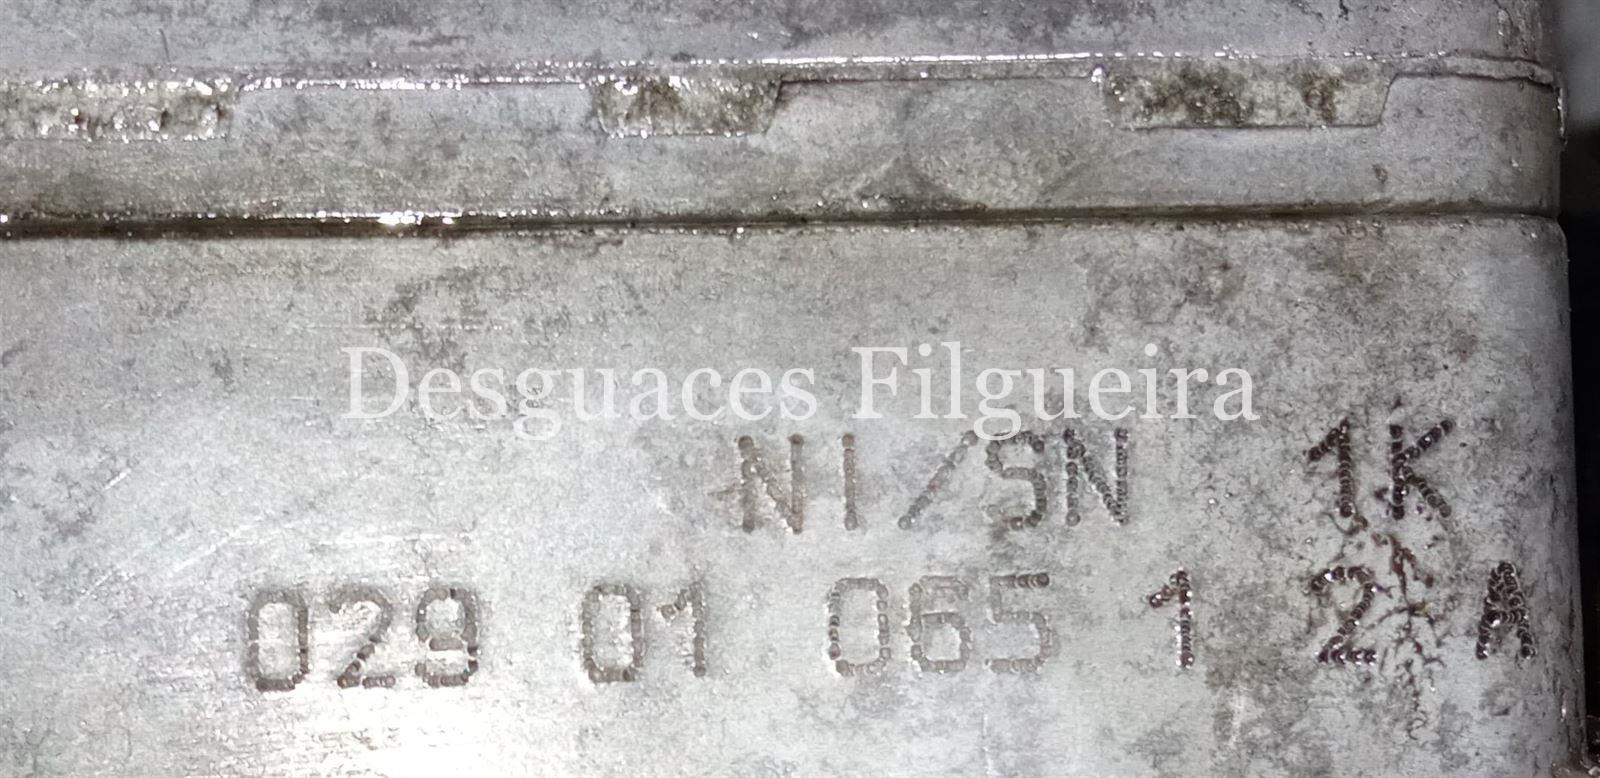 Desguaces Filgueira
NI/SN 1K
029 01 065 1 2 A